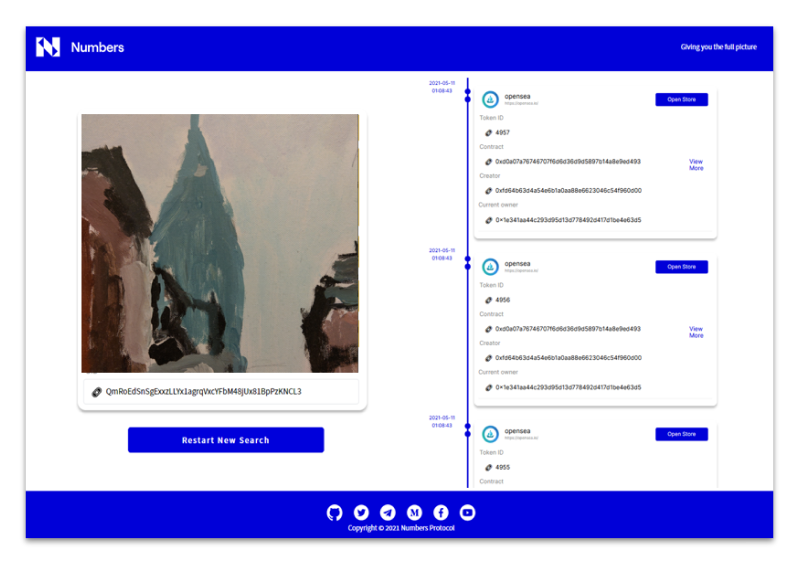 Numbers
Giving you the full picture
QmRoEdSnSgExxzLLYx1agrqVxcYFbM48jUx81BpPzKNCL3
Restart New Search
2021-05-11
01:08:43
opensea
https://opensea.io/
Open Store
Token ID
4957
Contract
0xd0a07a76746707f6d6d36d9d5897b14a8e9ed493
View
More
Creator
0xfd64b63d4a54e6b1a0aa88e6623046c54f960d00
Current owner
0x1e341aa44c293d95d13d778492d417d1be4e63d5
2021-05-11
01:08:43
opensea
https://opensea.io/
Open Store
Token ID
4956
Contract
0xd0a07a76746707f6d6d36d9d5897b14a8e9ed493
View
More
Creator
0xfd64b63d4a54e6b1a0aa88e6623046c54f960d00
Current owner
0x1e341aa44c293d95d13d778492d417d1be4e63d5
2021-05-11
01:08:43
opensea
https://opensea.io/
Open Store
Token ID
4955
Contract
Copyright © 2021 Numbers Protocol